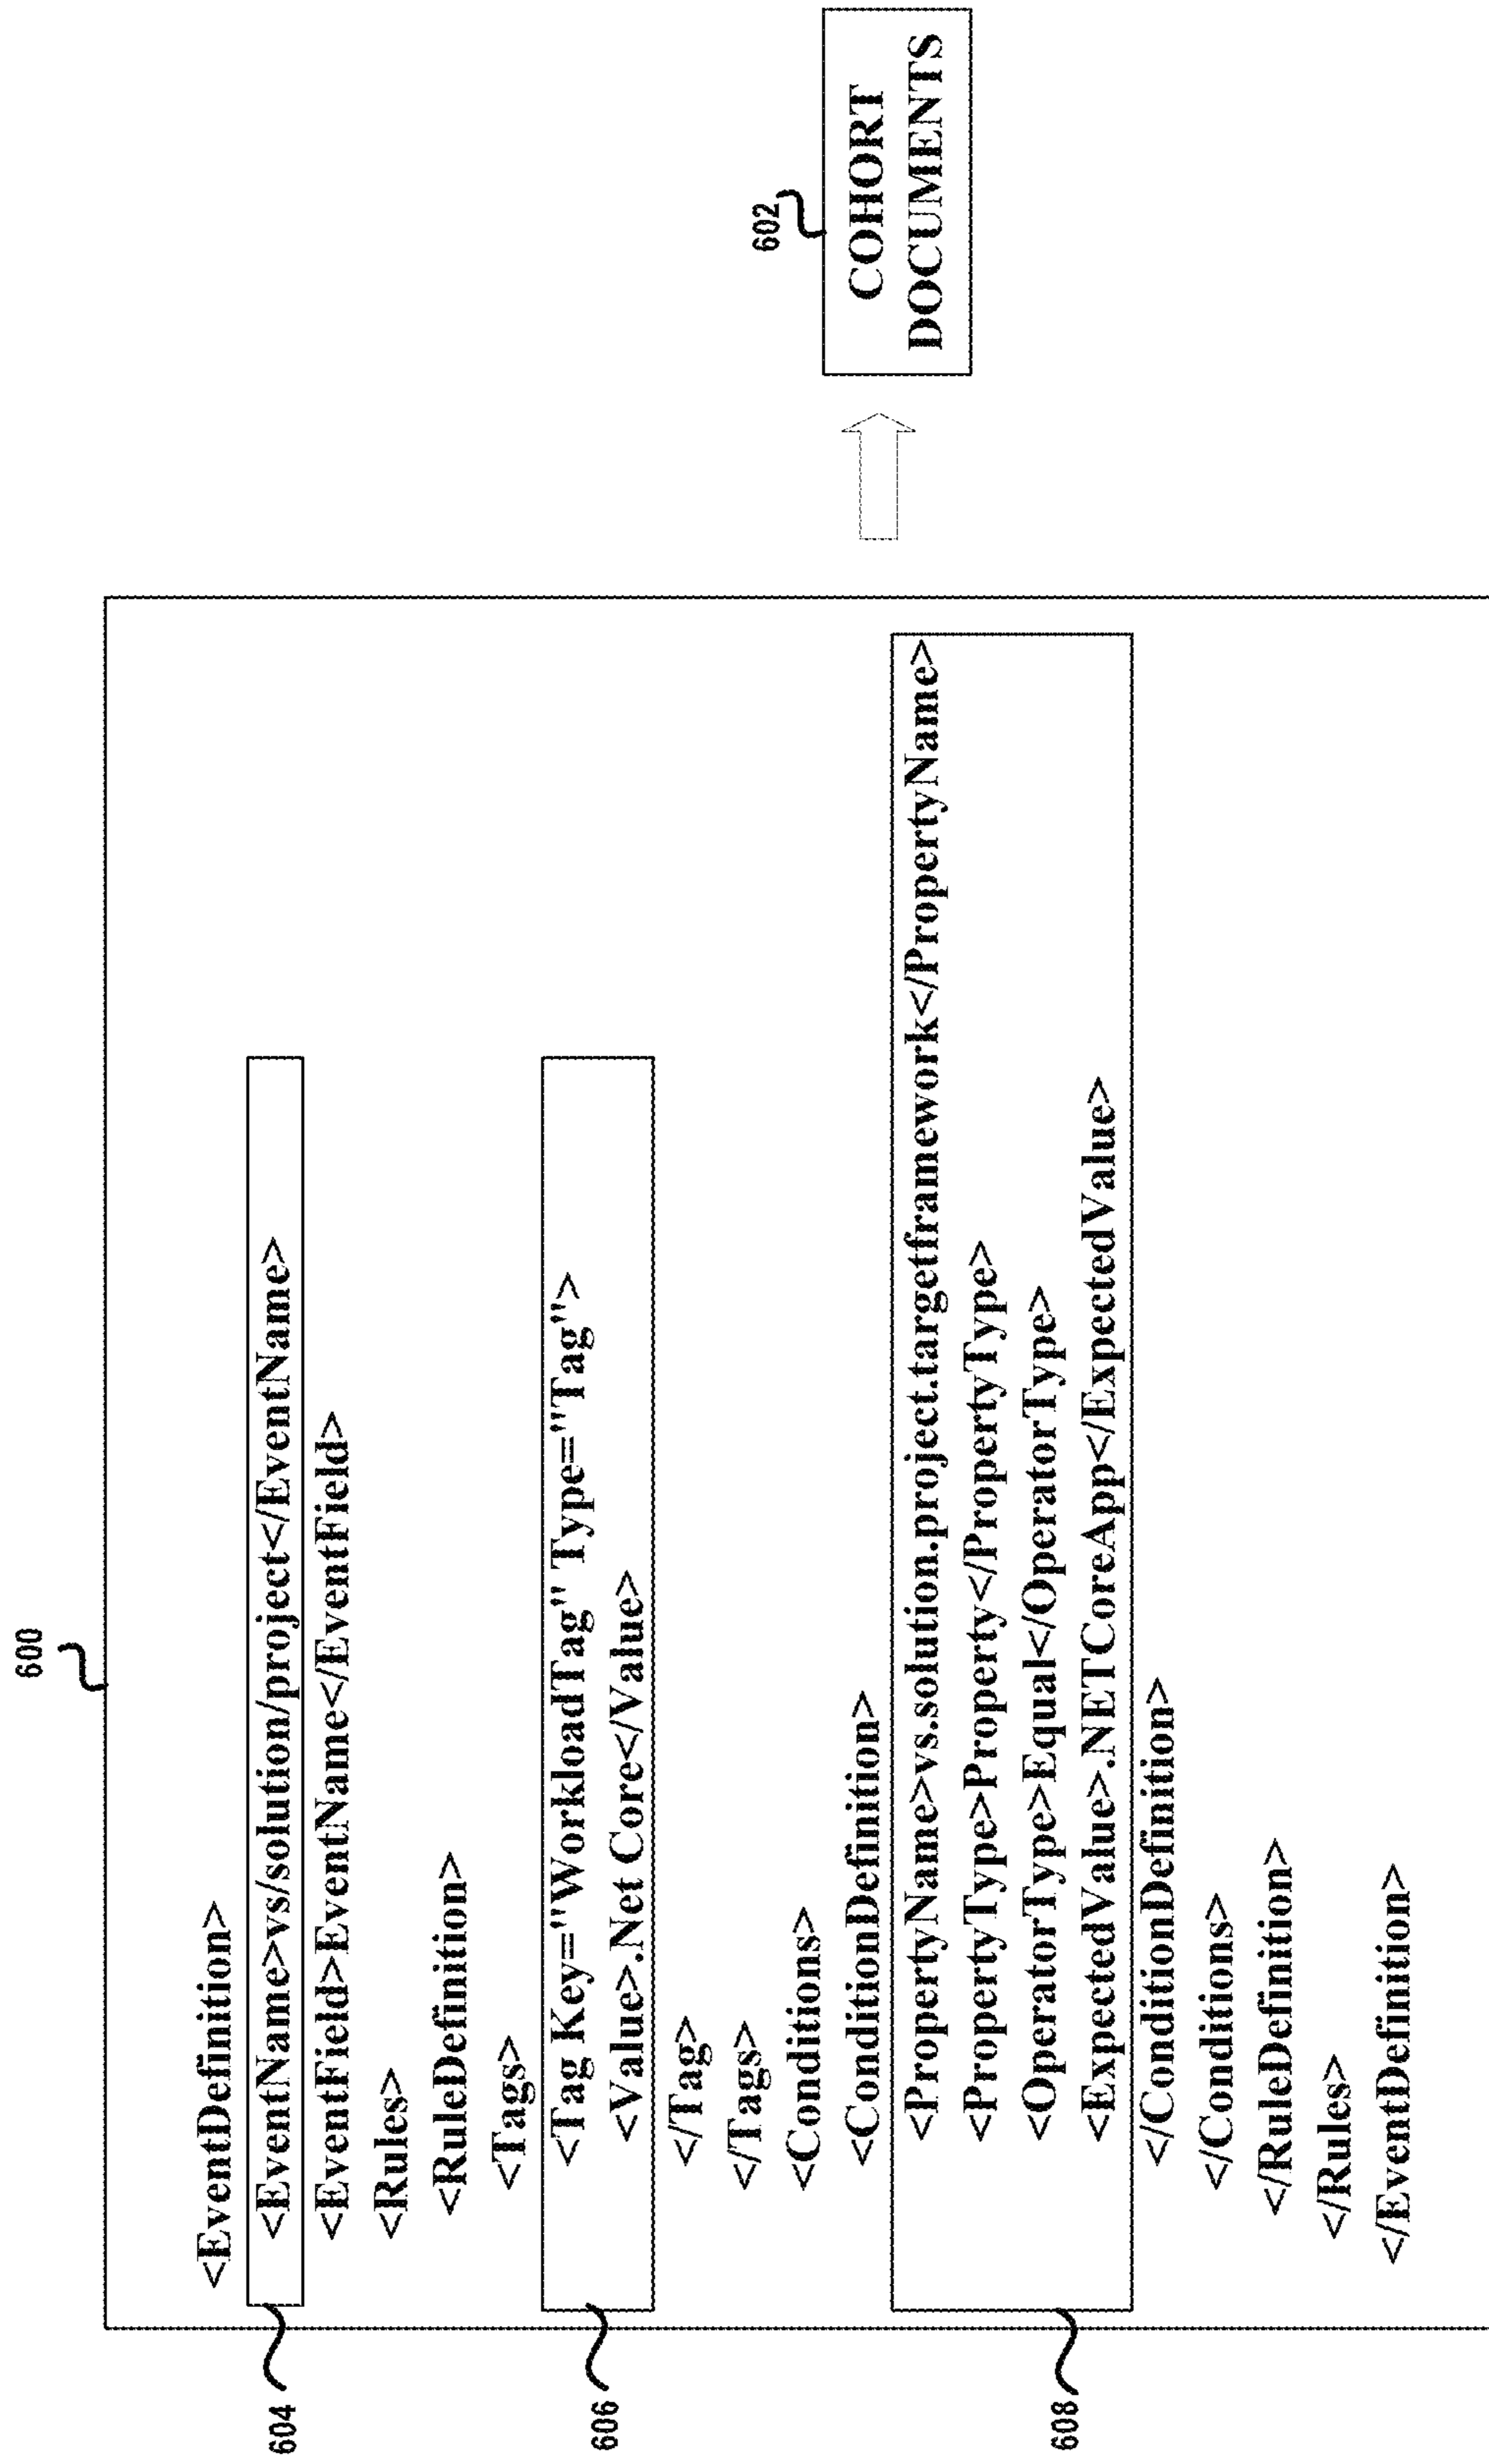 600
<EventDefinition>
604
<EventName>vs/solution/project</EventName>
<EventField>EventName</EventField>
<Rules>
<RuleDefinition>
<Tags>
606
<Tag Key="WorkloadTag" Type="Tag">
<Value>.Net Core</Value>
</Tag>
</Tags>
<Conditions>
<ConditionDefinition>
608
<PropertyName>vs.solution.project.targetframework</PropertyName>
<PropertyType>Property</PropertyType>
<OperatorType>Equal</OperatorType>
<ExpectedValue>.NETCoreApp</ExpectedValue>
</ConditionDefinition>
</Conditions>
</RuleDefinition>
</Rules>
</EventDefinition>
602
COHORT
DOCUMENTS